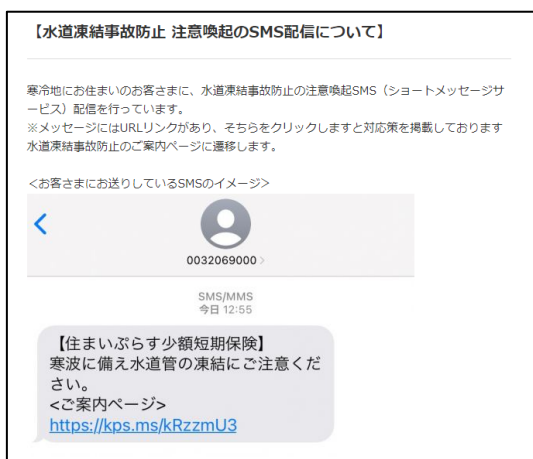 【水道凍結事故防止 注意喚起のSMS配信について】
寒冷地にお住まいのお客さまに、水道凍結事故防止の注意喚起SMS（ショートメッセージサ
ービス）配信を行っています。
※メッセージにはURLリンクがあり、そちらをクリックしますと対応策を掲載しております
水道凍結事故防止のご案内ページに遷移します。
＜お客さまにお送りしているSMSのイメージ＞
0032069000
SMS/MMS
今日 12:55
【住まいぷらす少額短期保険】
寒波に備え水道管の凍結にご注意くだ
さい。
<ご案内ページ>
https://kps.ms/kRzzmU3